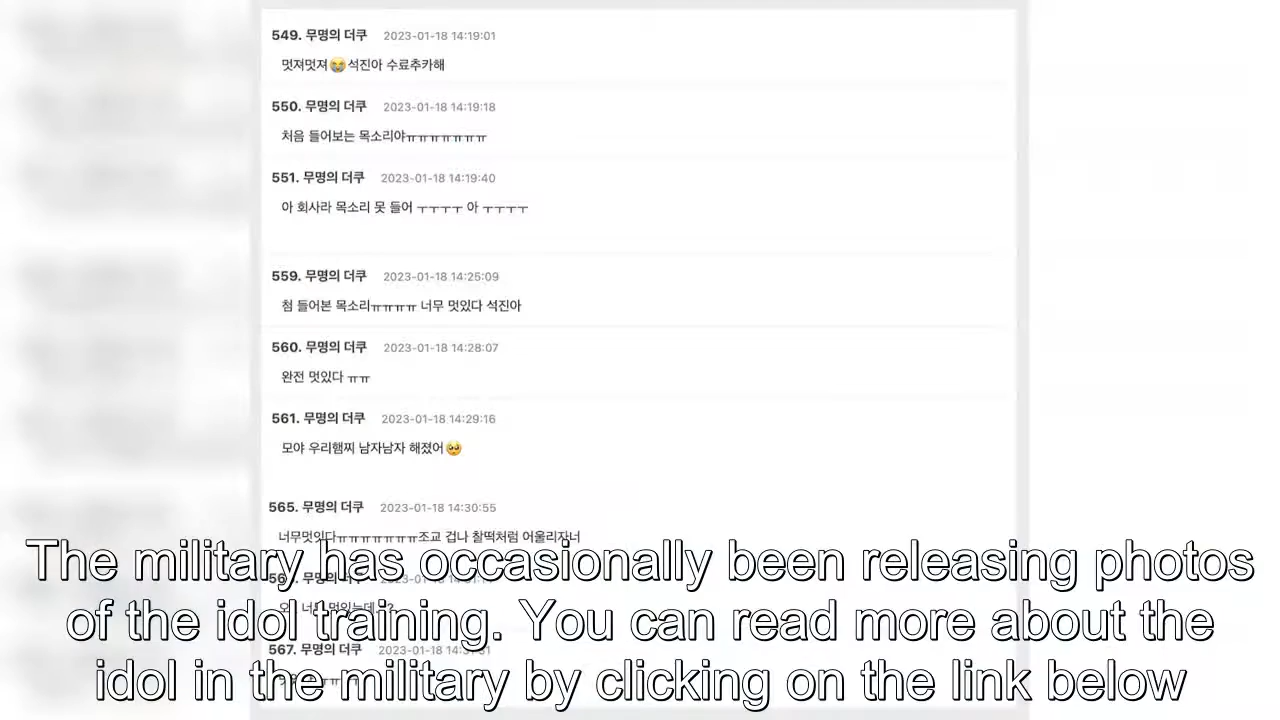 549. 무명의 더쿠 2023-01-18 14:19:01
멋져멋져😭석진아 수료추카해
550. 무명의 더쿠 2023-01-18 14:19:18
처음 들어보는 목소리야ㅠㅠㅠㅠㅠㅠㅠ
551. 무명의 더쿠 2023-01-18 14:19:40
아 회사라 목소리 못 들어 ㅜㅜㅜㅜ 아 ㅜㅜㅜㅜ
559. 무명의 더쿠 2023-01-18 14:25:09
첨 들어본 목소리ㅠㅠㅠㅠ 너무 멋있다 석진아
560. 무명의 더쿠 2023-01-18 14:28:07
완전 멋있다 ㅠㅠ
561. 무명의 더쿠 2023-01-18 14:29:16
모야 우리햄찌 남자남자 해졌어🥺
565. 무명의 더쿠 2023-01-18 14:30:55
너무멋있다ㅠㅠㅠㅠㅠㅠㅠ조교 겁나 찰떡처럼 어울리자너
The military has occasionally been releasing photos
of the idol training. You can read more about the
567. 무명의 더쿠 2023-01-18
idol in the military by clicking on the link below